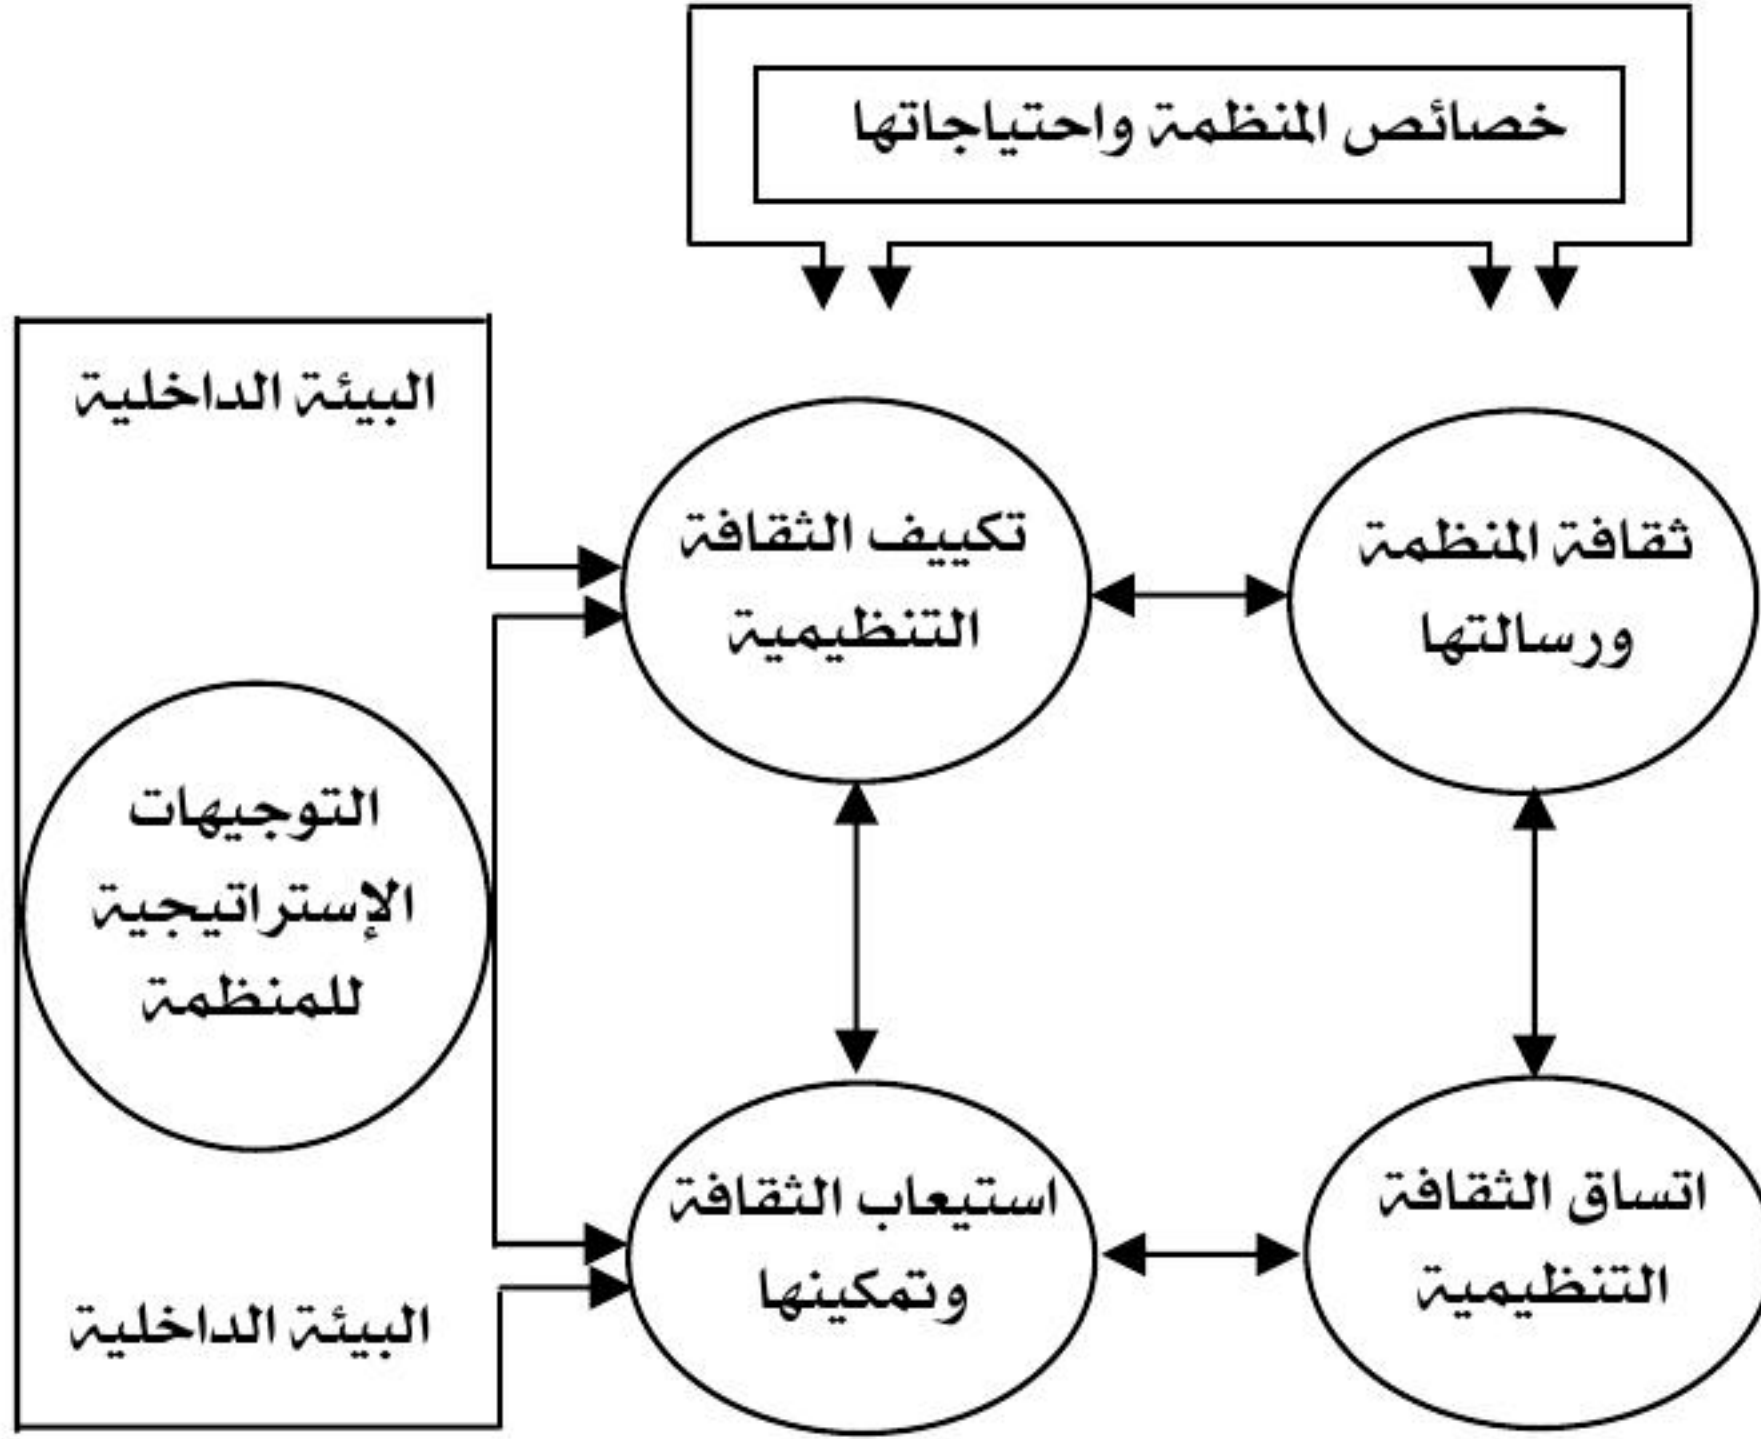 خصائص المنظمة واحتياجاتها
ثقافة المنظمة
ورسالتها
تكييف الثقافة
التنظيمية
البيئة الداخلية
التوجيهات
الإستراتيجية
للمنظمة
اتساق الثقافة
التنظيمية
استيعاب الثقافة
وتمكينها
البيئة الداخلية